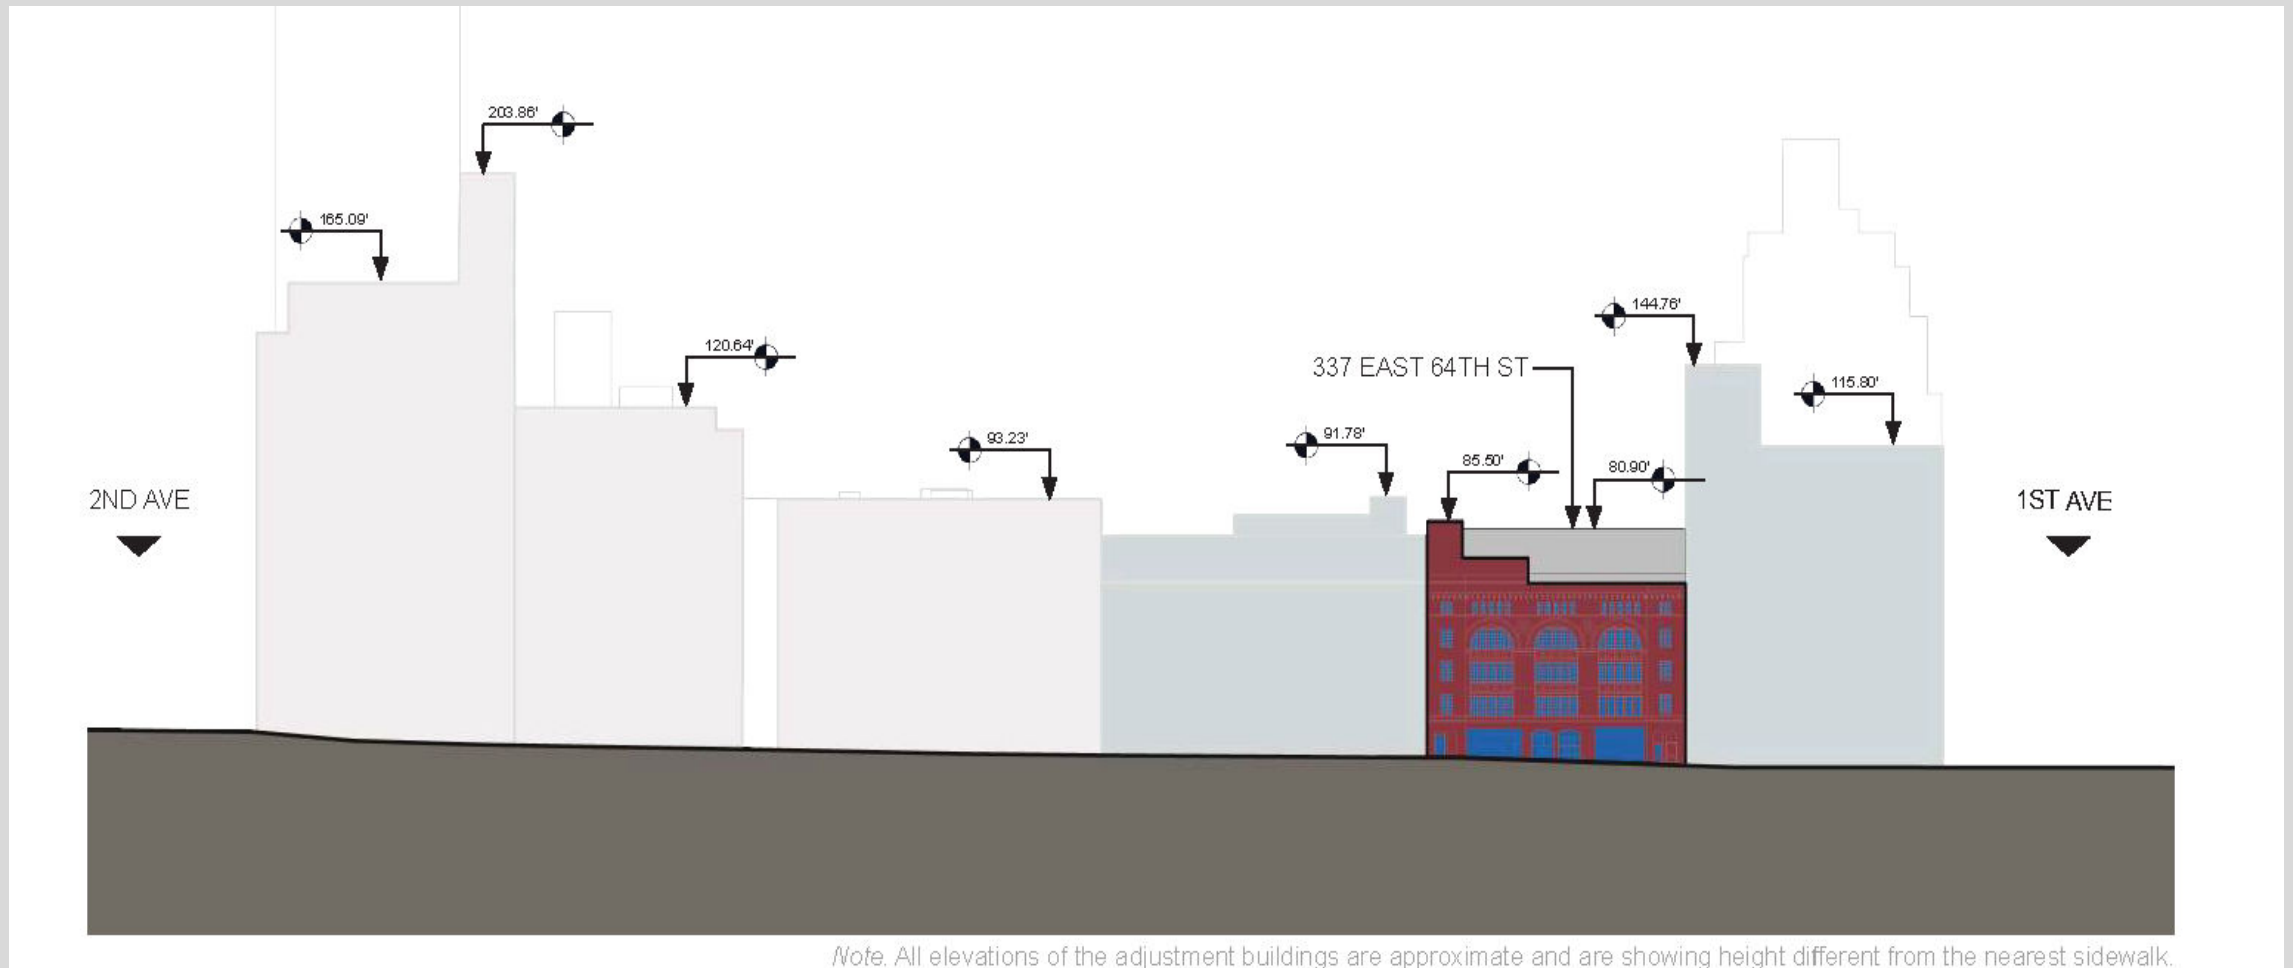 203.86'
165.09'
144.76'
120.64'
337 EAST 64TH ST
115.80'
93.23'
91.78'
85.50'
80.90'
2ND AVE
1ST AVE
Note. All elevations of the adjustment buildings are approximate and are showing height different from the nearest sidewalk.